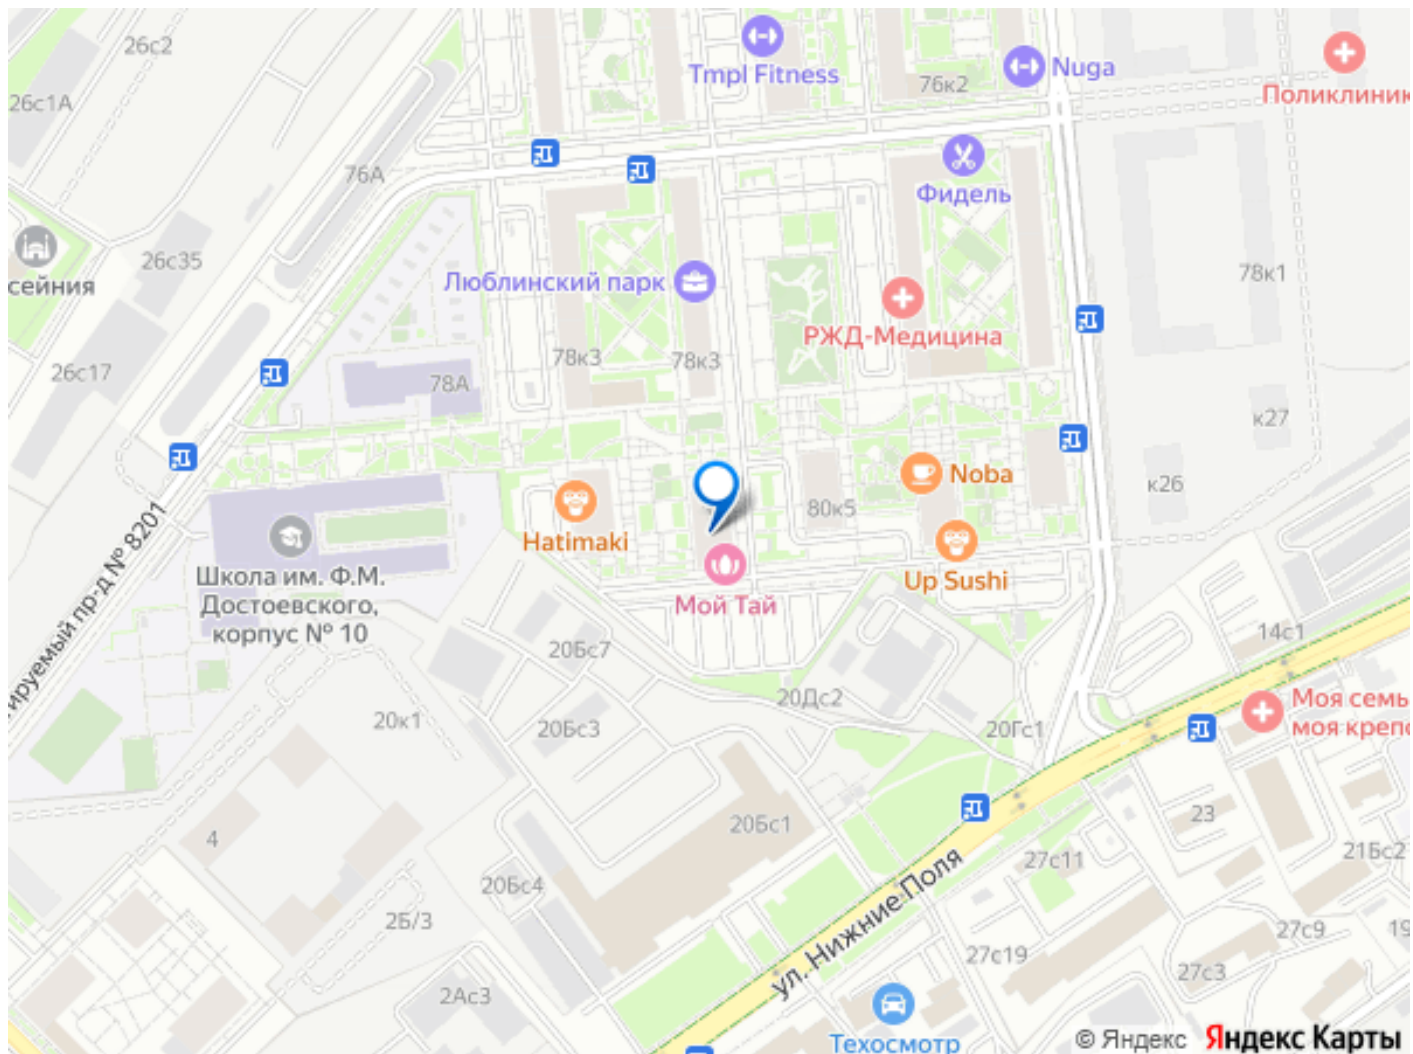 26с2
Tmpl Fitness
Nuga
76к2
Поликлиник
26с1А
76А
Фидель
26с35
сейния
Люблинский парк
78к1
РЖД-Медицина
78к3
78к3
26с17
78А
к27
Noba
к26
80к5
Hatimaki
Up Sushi
Школа им. Ф.М.
Достоевского,
корпус № 10
Мой Тай
ируемый пр-д № 8201
14с1
20Бс7
20Дс2
Моя семь
моя крепо
20к1
20Бс3
20Гс1
23
4
20Бс1
27с11
21Бс2
20Бс4
ул. Нижние Поля
2Б/3
27с9
19
27с19
27с3
2Ас3
Техосмотр
© Яндекс Яндекс Карты